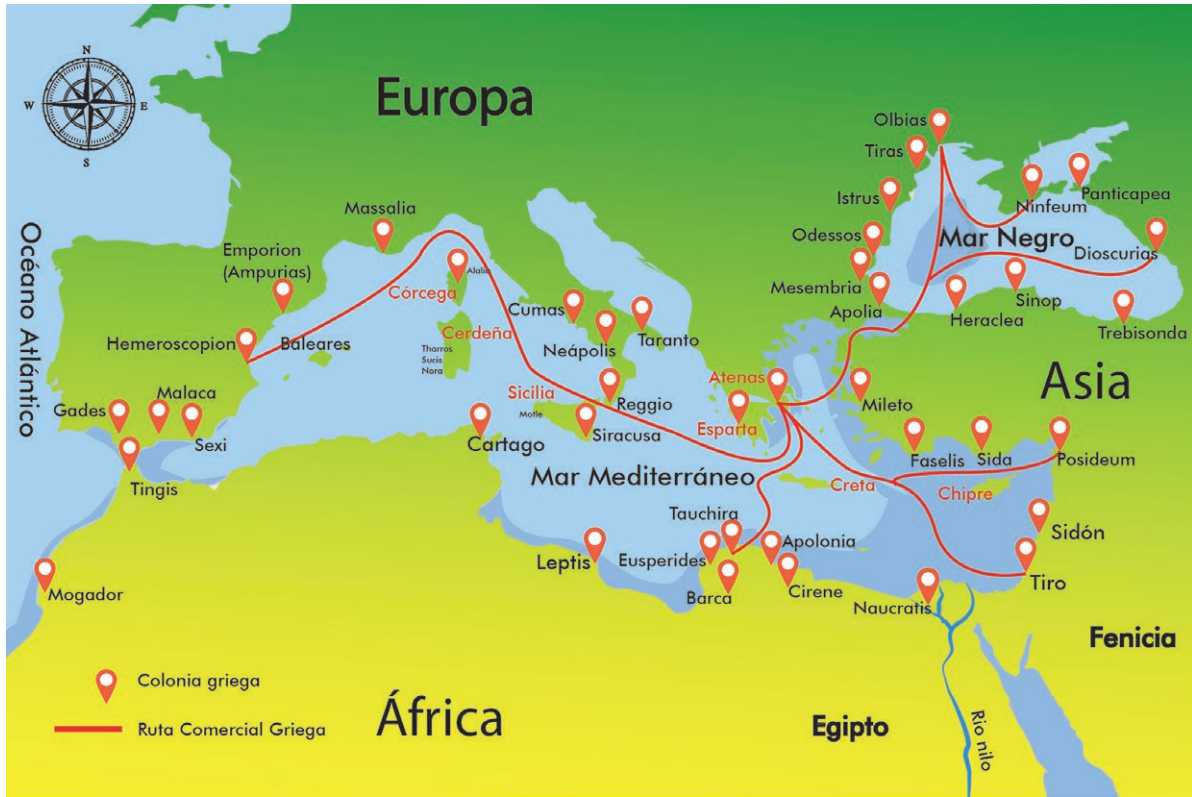 N
W
E
S
Europa
Océano Atlántico
Olbias
Tiras
Istrus
Panticapea
Ninfeum
Odessos
Mar Negro
Dioscurias
Mesembria
Apolia
Heraclea
Sinop
Trebisonda
Massalia
Emporion
(Ampurias)
Alalia
Córcega
Cumas
Hemeroscopion
Baleares
Cerdeña
Neápolis
Taranto
Tharros
Sucis
Nora
Atenas
Asia
Malaca
Sicilia
Reggio
Mileto
Gades
Motle
Esparta
Sexi
Cartago
Siracusa
Faselis
Sida
Posideum
Tingis
Mar Mediterráneo
Creta
Chipre
Tauchira
Sidón
Leptis
Eusperides
Apolonia
Mogador
Barca
Cirene
Naucratis
Tiro
Fenicia
Colonia griega
Ruta Comercial Griega
África
Egipto
Rio nilo